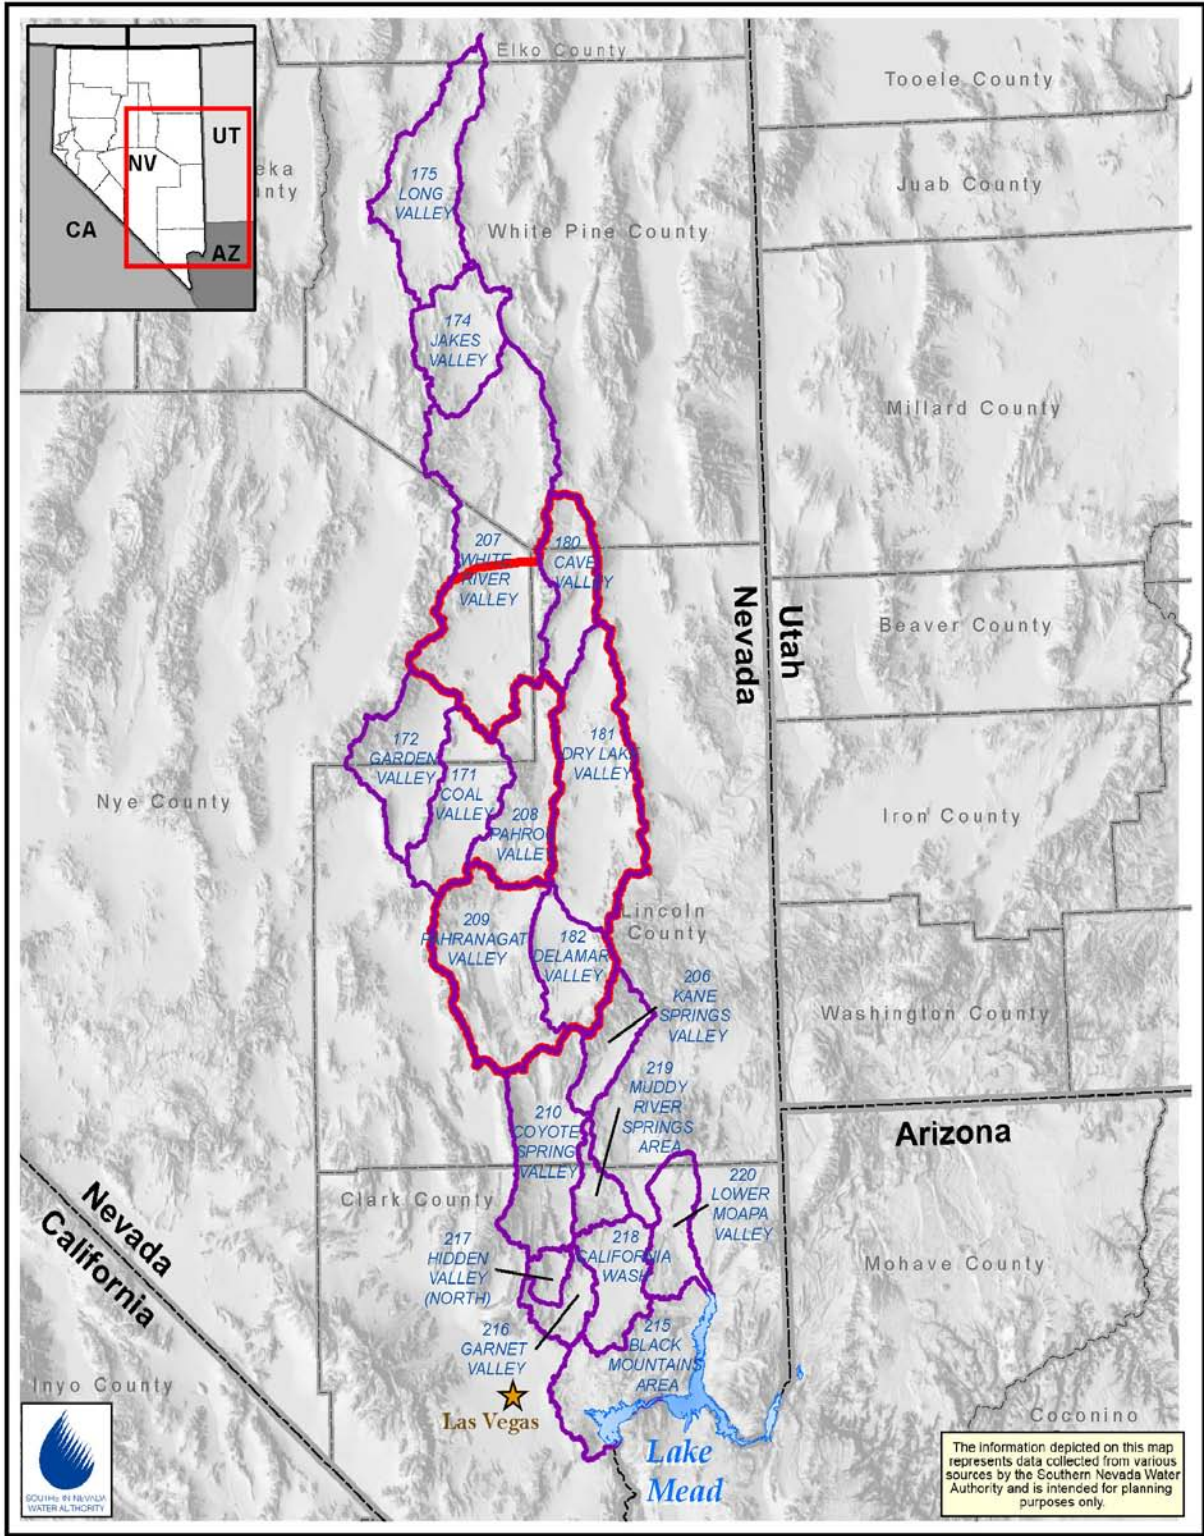 Elko County
Tooele County
UT
NV
eka
unty
CA
AZ
175
LONG
VALLEY
Juab County
White Pine County
174
JAKES
VALLEY
Millard County
207
WHITE
RIVER
VALLEY
180
CAVE
VALLEY
Nevada
Utah
Beaver County
172
GARDEN
VALLEY
171
COAL
VALLEY
181
DRY LAKE
VALLEY
208
PAHROC
VALLEY
Nye County
Iron County
209
PAHRANAGAT
VALLEY
182
DELAMAR
VALLEY
Lincoln
County
206
KANE
SPRINGS
VALLEY
Washington County
219
MUDDY
RIVER
SPRINGS
AREA
210
COYOTE
SPRING
VALLEY
Arizona
Clark County
220
LOWER
MOAPA
VALLEY
Nevada
California
217
HIDDEN
VALLEY
(NORTH)
218
CALIFORNIA
WASH
Mohave County
216
GARNET
VALLEY
215
BLACK
MOUNTAINS
AREA
Inyo County
Las Vegas
Coconino
Lake
Mead
SOUTHERN NEVADA
WATER AUTHORITY
The information depicted on this map
represents data collected from various
sources by the Southern Nevada Water
Authority and is intended for planning
purposes only.